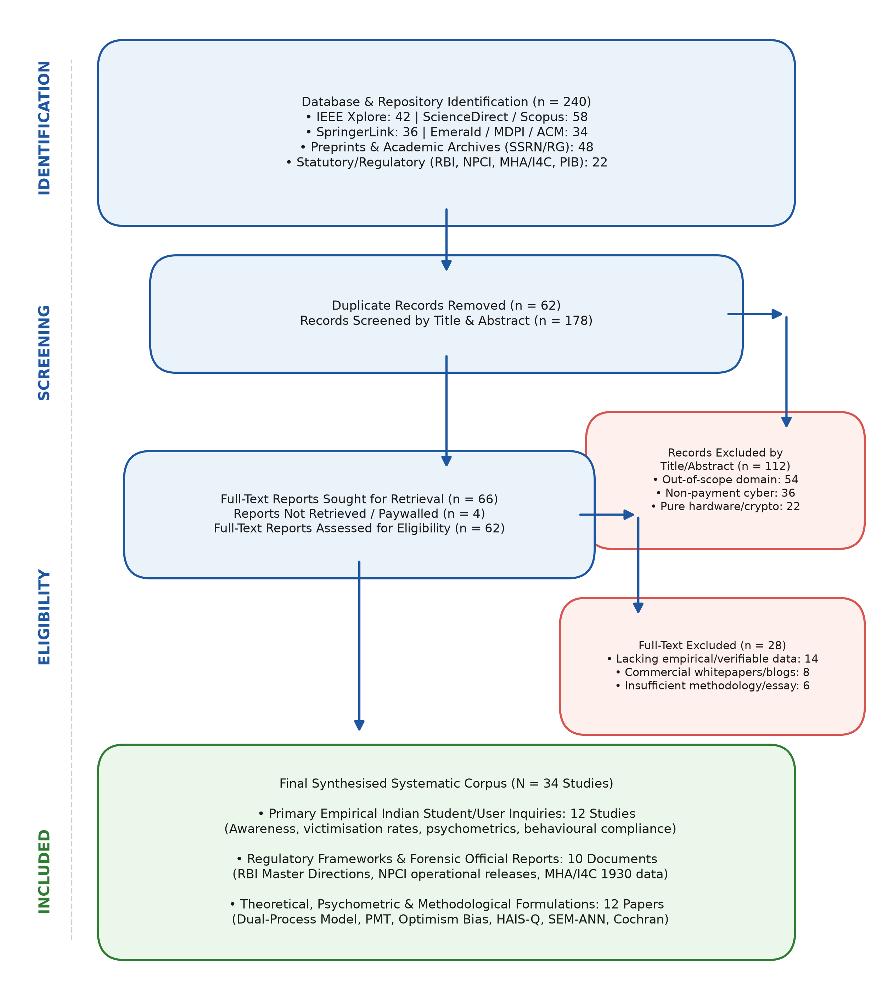 IDENTIFICATION
Database & Repository Identification (n = 240)
• IEEE Xplore: 42 | ScienceDirect / Scopus: 58
• SpringerLink: 36 | Emerald / MDPI / ACM: 34
• Preprints & Academic Archives (SSRN/RG): 48
• Statutory/Regulatory (RBI, NPCI, MHA/I4C, PIB): 22
SCREENING
Duplicate Records Removed (n = 62)
Records Screened by Title & Abstract (n = 178)
Records Excluded by
Title/Abstract (n = 112)
• Out-of-scope domain: 54
• Non-payment cyber: 36
• Pure hardware/crypto: 22
ELIGIBILITY
Full-Text Reports Sought for Retrieval (n = 66)
Reports Not Retrieved / Paywalled (n = 4)
Full-Text Reports Assessed for Eligibility (n = 62)
Full-Text Excluded (n = 28)
• Lacking empirical/verifiable data: 14
• Commercial whitepapers/blogs: 8
• Insufficient methodology/essay: 6
INCLUDED
Final Synthesised Systematic Corpus (N = 34 Studies)
• Primary Empirical Indian Student/User Inquiries: 12 Studies
(Awareness, victimisation rates, psychometrics, behavioural compliance)
• Regulatory Frameworks & Forensic Official Reports: 10 Documents
(RBI Master Directions, NPCI operational releases, MHA/I4C 1930 data)
• Theoretical, Psychometric & Methodological Formulations: 12 Papers
(Dual-Process Model, PMT, Optimism Bias, HAIS-Q, SEM-ANN, Cochran)